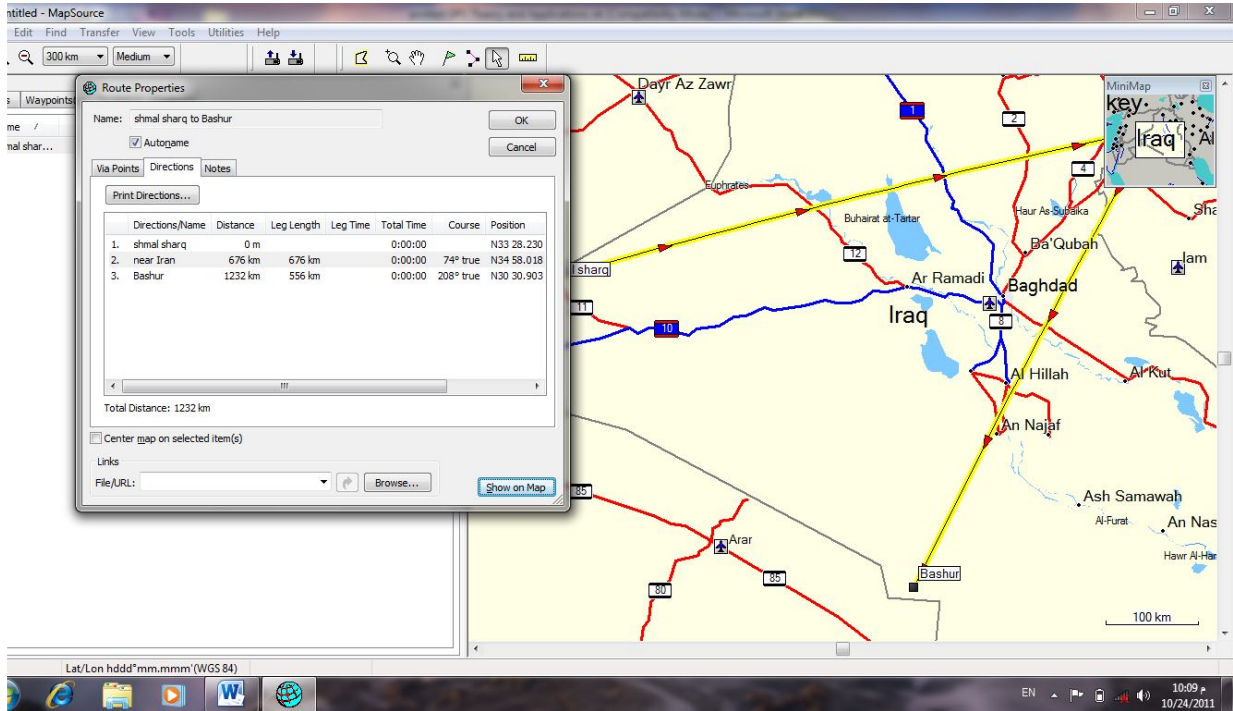 ntitled - MapSource
Edit Find Transfer View Tools Utilities Help
300 km Medium
Waypoints
me /
mal shar...
Route Properties
Name: shmal sharq to Bashur
Autoname
OK
Cancel
Via Points Directions Notes
Print Directions...
Directions/Name Distance Leg Length Leg Time Total Time Course Position
1. shmal sharq 0 m 0:00:00 N33 28.230
2. near Iran 676 km 676 km 0:00:00 74° true N34 58.018
3. Bashur 1232 km 556 km 0:00:00 208° true N30 30.903
Total Distance: 1232 km
Center map on selected item(s)
Links
File/URL: Browse... Show on Map
Dayr Az Zawr
MiniMap
key
Iraq
1
2
4
Euphrates
Buhairat at-Tartar
Haur As-Subaika
Sha
Ba'Qubah
12
lam
l sharq
Ar Ramadi
Baghdad
11
Iraq
8
10
Al Hillah
Al Kut
An Najaf
85
Ash Samawah
Al-Furat
An Nas
Arar
Hawr Al-Har
Bashur
85
80
100 km
Lat/Lon hddd°mm.mmm'(WGS 84)
EN
10:09 م
10/24/2011